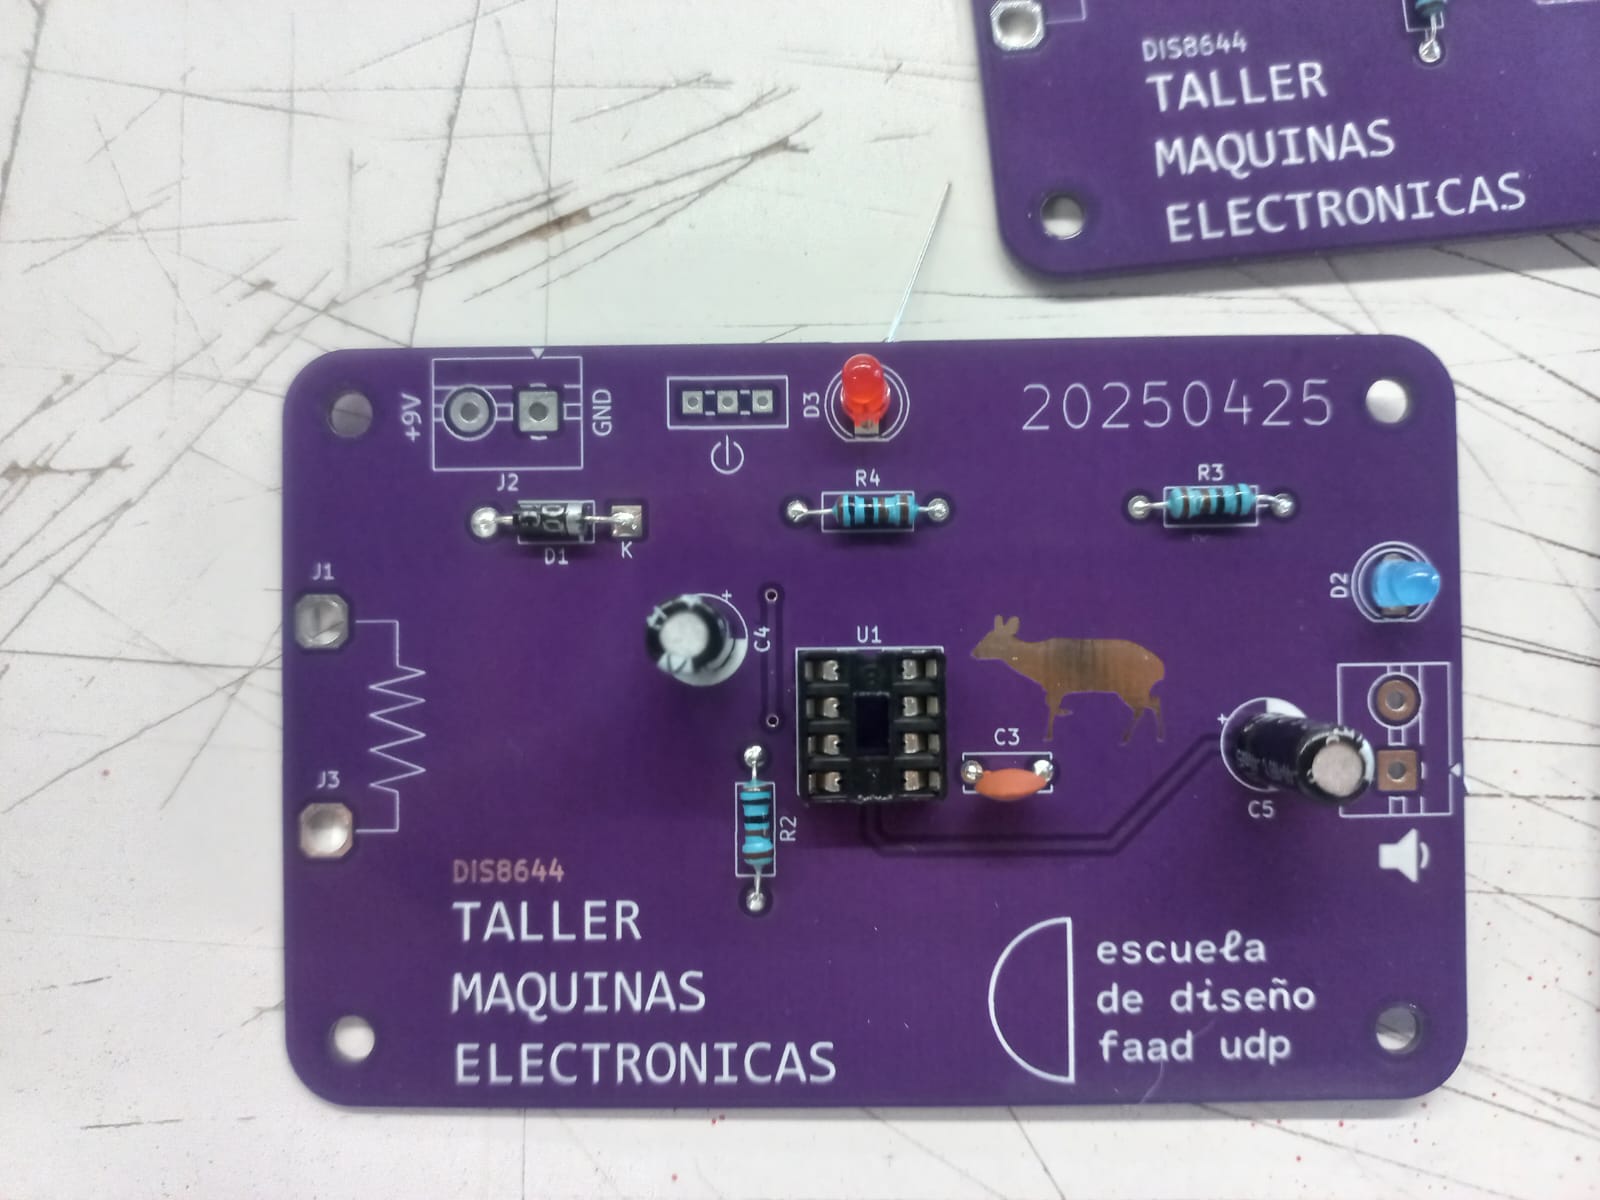 DIS8644
TALLER
MAQUINAS
ELECTRONICAS
+9V
GND
J2
D3
20250425
R4
R3
D1
K
J1
D2
+
C4
U1
C3
+
C5
J3
R2
DIS8644
TALLER
MAQUINAS
ELECTRONICAS
escuela
de diseño
faad udp